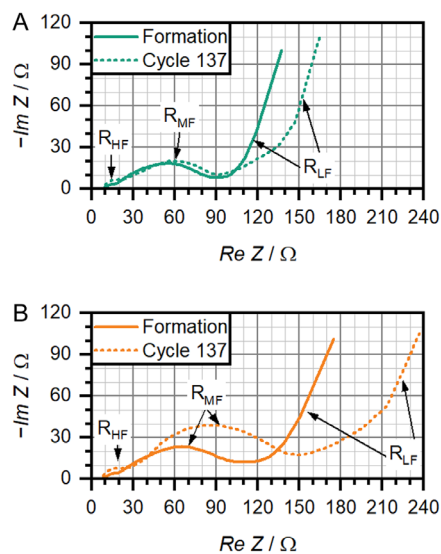 A
120
90
60
30
0
−Im Z / Ω
Formation
Cycle 137
R_HF
R_MF
R_LF
0 30 60 90 120 150 180 210 240
Re Z / Ω
B
120
90
60
30
0
−Im Z / Ω
Formation
Cycle 137
R_HF
R_MF
R_LF
0 30 60 90 120 150 180 210 240
Re Z / Ω